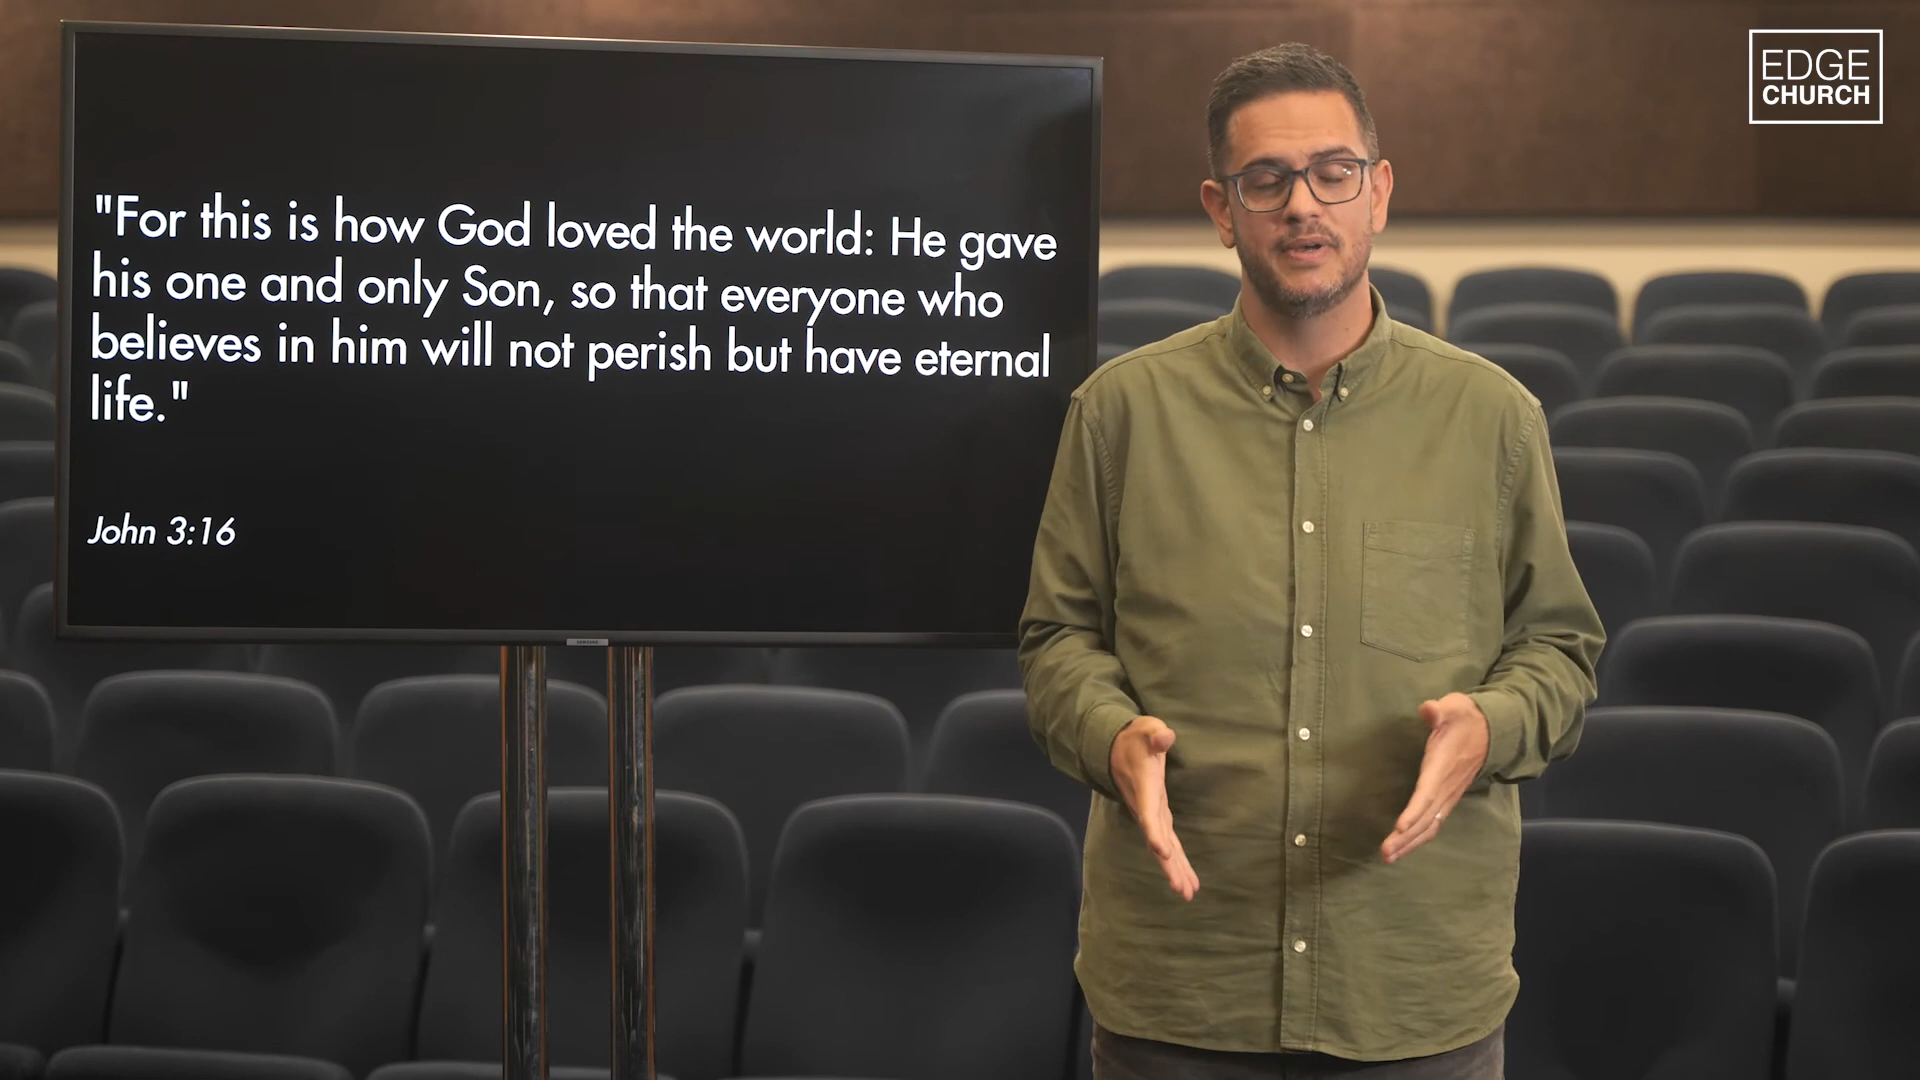 EDGE
CHURCH
"For this is how God loved the world: He gave
his one and only Son, so that everyone who
believes in him will not perish but have eternal
life."
John 3:16
SAMSUNG